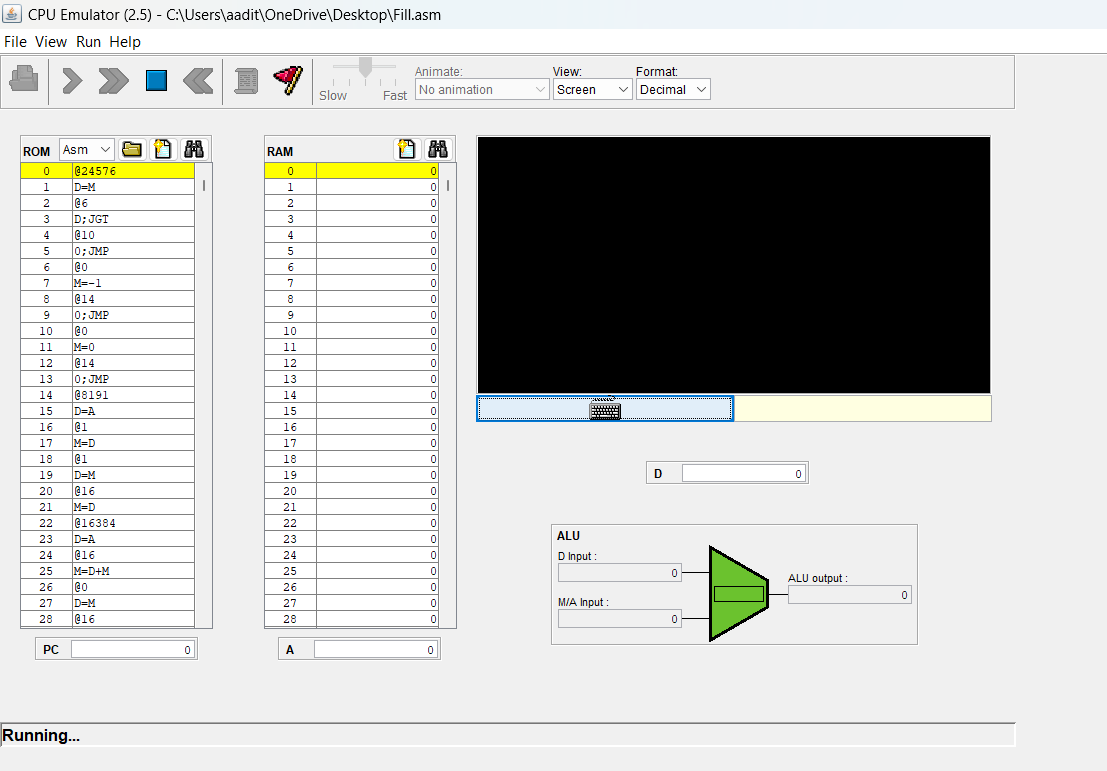 CPU Emulator (2.5) - C:\Users\aadit\OneDrive\Desktop\Fill.asm
File View Run Help
Slow Fast
Animate:
No animation
View:
Screen
Format:
Decimal
ROM Asm
0 @24576
1 D=M
2 @6
3 D;JGT
4 @10
5 0;JMP
6 @0
7 M=-1
8 @14
9 0;JMP
10 @0
11 M=0
12 @14
13 0;JMP
14 @8191
15 D=A
16 @1
17 M=D
18 @1
19 D=M
20 @16
21 M=D
22 @16384
23 D=A
24 @16
25 M=D+M
26 @0
27 D=M
28 @16
PC 0
RAM
0 0
1 0
2 0
3 0
4 0
5 0
6 0
7 0
8 0
9 0
10 0
11 0
12 0
13 0
14 0
15 0
16 0
17 0
18 0
19 0
20 0
21 0
22 0
23 0
24 0
25 0
26 0
27 0
28 0
A 0
D 0
ALU
D Input :
0
M/A Input :
0
ALU output :
0
Running...